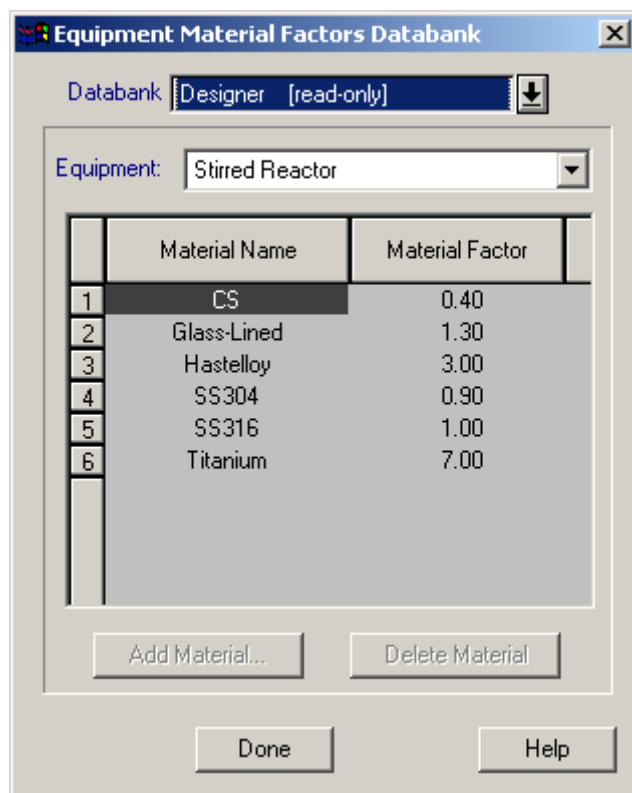 Equipment Material Factors Databank
Databank Designer [read-only]
Equipment: Stirred Reactor
Material Name Material Factor
1 CS 0.40
2 Glass-Lined 1.30
3 Hastelloy 3.00
4 SS304 0.90
5 SS316 1.00
6 Titanium 7.00
Add Material... Delete Material
Done Help